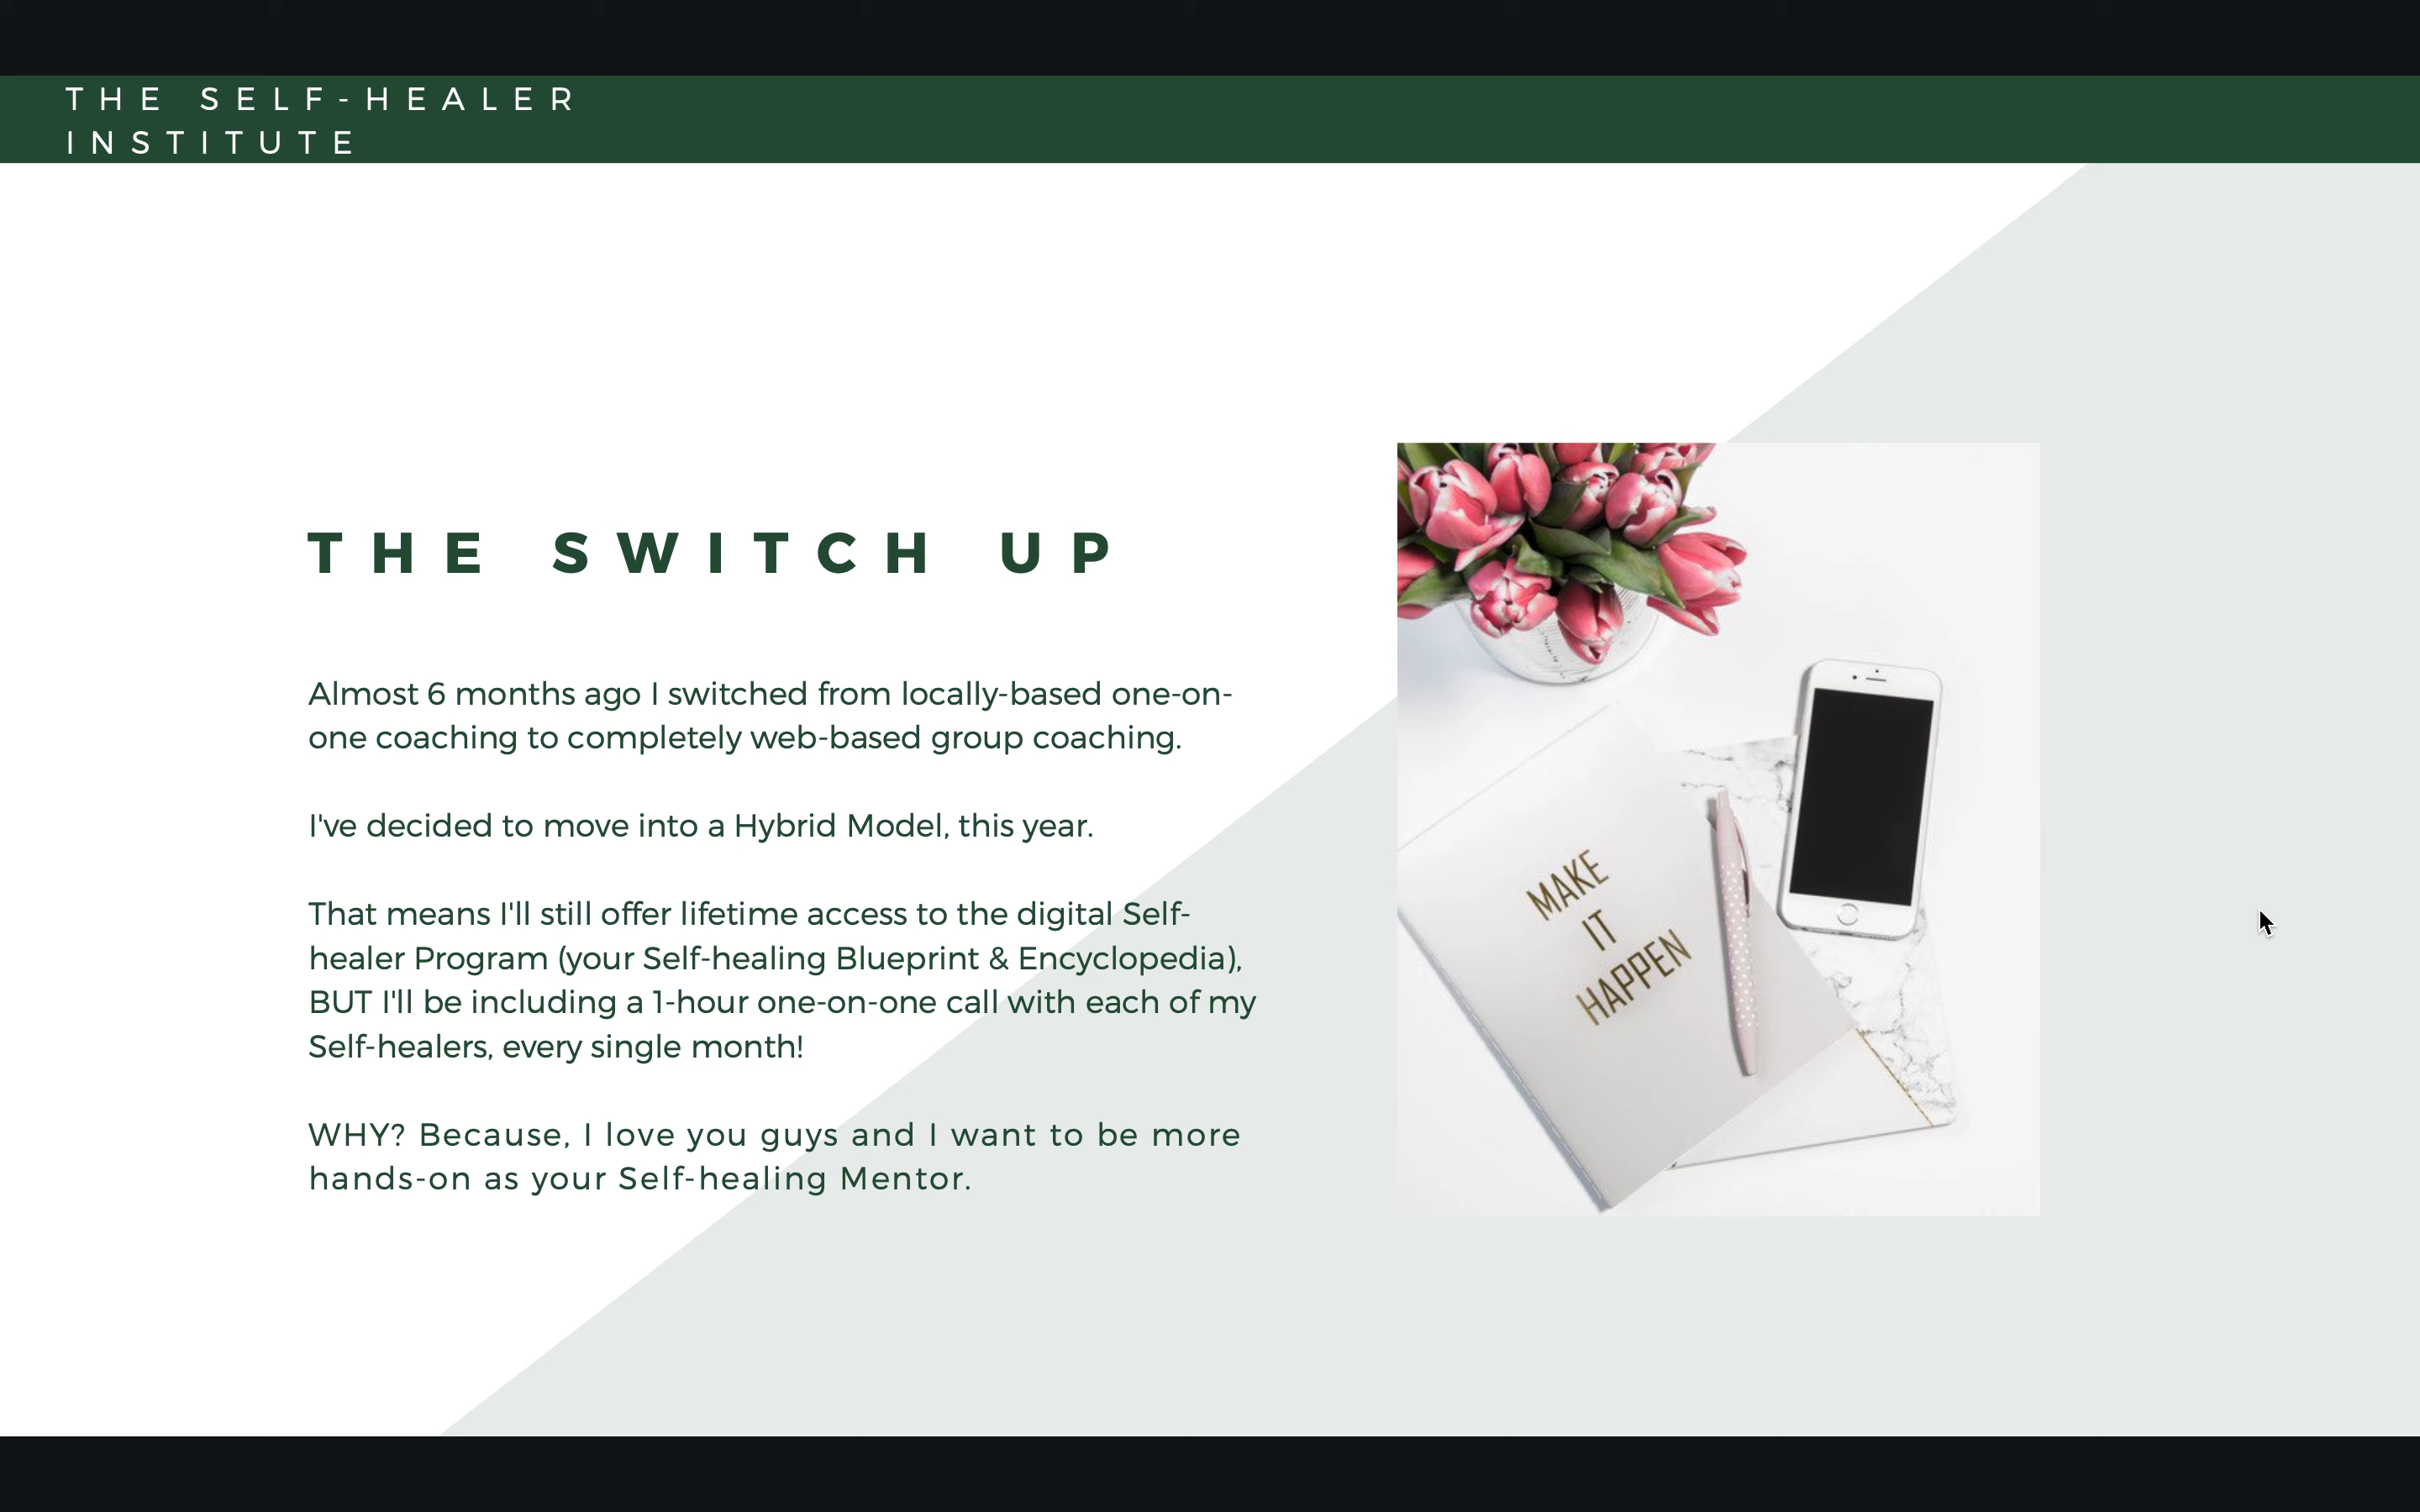 THE SELF-HEALER
INSTITUTE
THE SWITCH UP
Almost 6 months ago I switched from locally-based one-on-
one coaching to completely web-based group coaching.
I've decided to move into a Hybrid Model, this year.
That means I'll still offer lifetime access to the digital Self-
healer Program (your Self-healing Blueprint & Encyclopedia),
BUT I'll be including a 1-hour one-on-one call with each of my
Self-healers, every single month!
WHY? Because, I love you guys and I want to be more
hands-on as your Self-healing Mentor.
MAKE
IT
HAPPEN